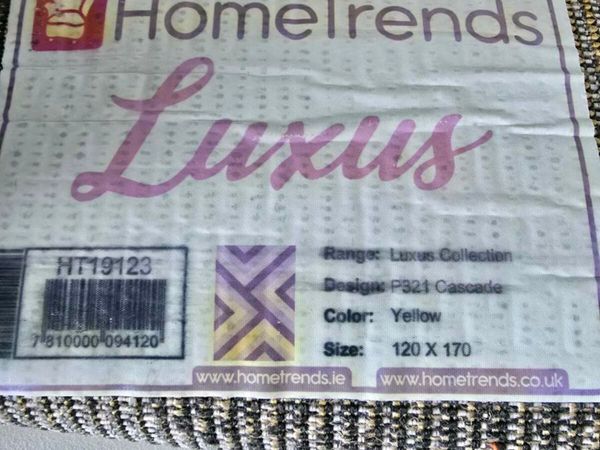 HomeTrends
Luxus
HT19123
7 810000 094120
Range: Luxus Collection
Design: P321 Cascade
Color: Yellow
Size: 120 X 170
www.hometrends.ie
www.hometrends.co.uk